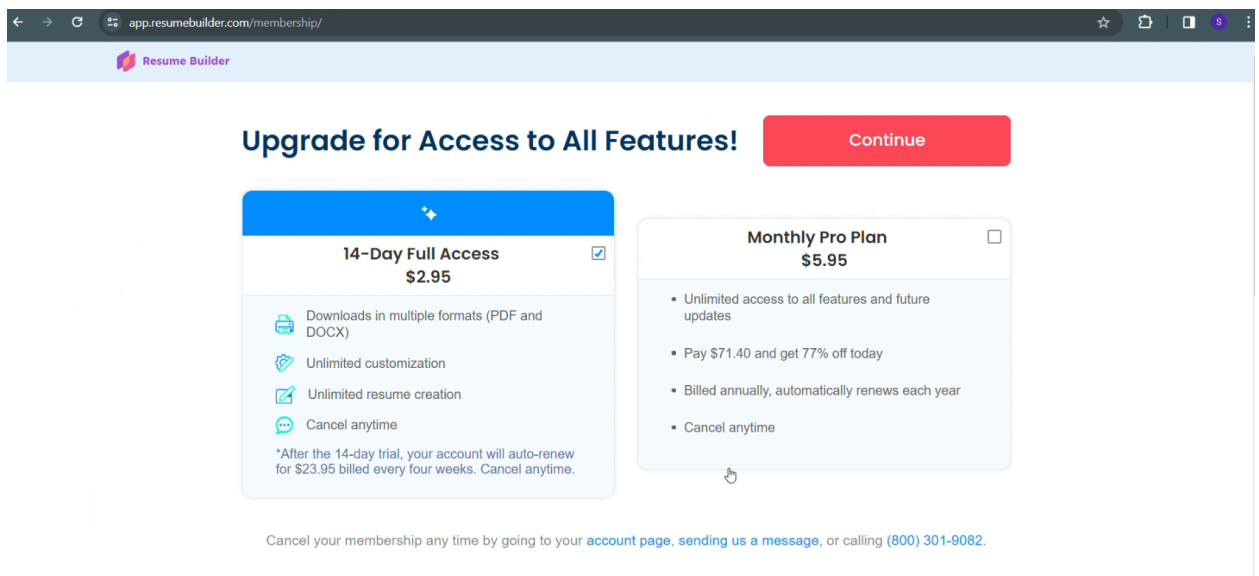 app.resumebuilder.com/membership/
S
Resume Builder
Upgrade for Access to All Features!
Continue
14-Day Full Access
$2.95
Downloads in multiple formats (PDF and
DOCX)
Unlimited customization
Unlimited resume creation
Cancel anytime
*After the 14-day trial, your account will auto-renew
for $23.95 billed every four weeks. Cancel anytime.
Monthly Pro Plan
$5.95
• Unlimited access to all features and future
updates
• Pay $71.40 and get 77% off today
• Billed annually, automatically renews each year
• Cancel anytime
Cancel your membership any time by going to your account page, sending us a message, or calling (800) 301-9082.